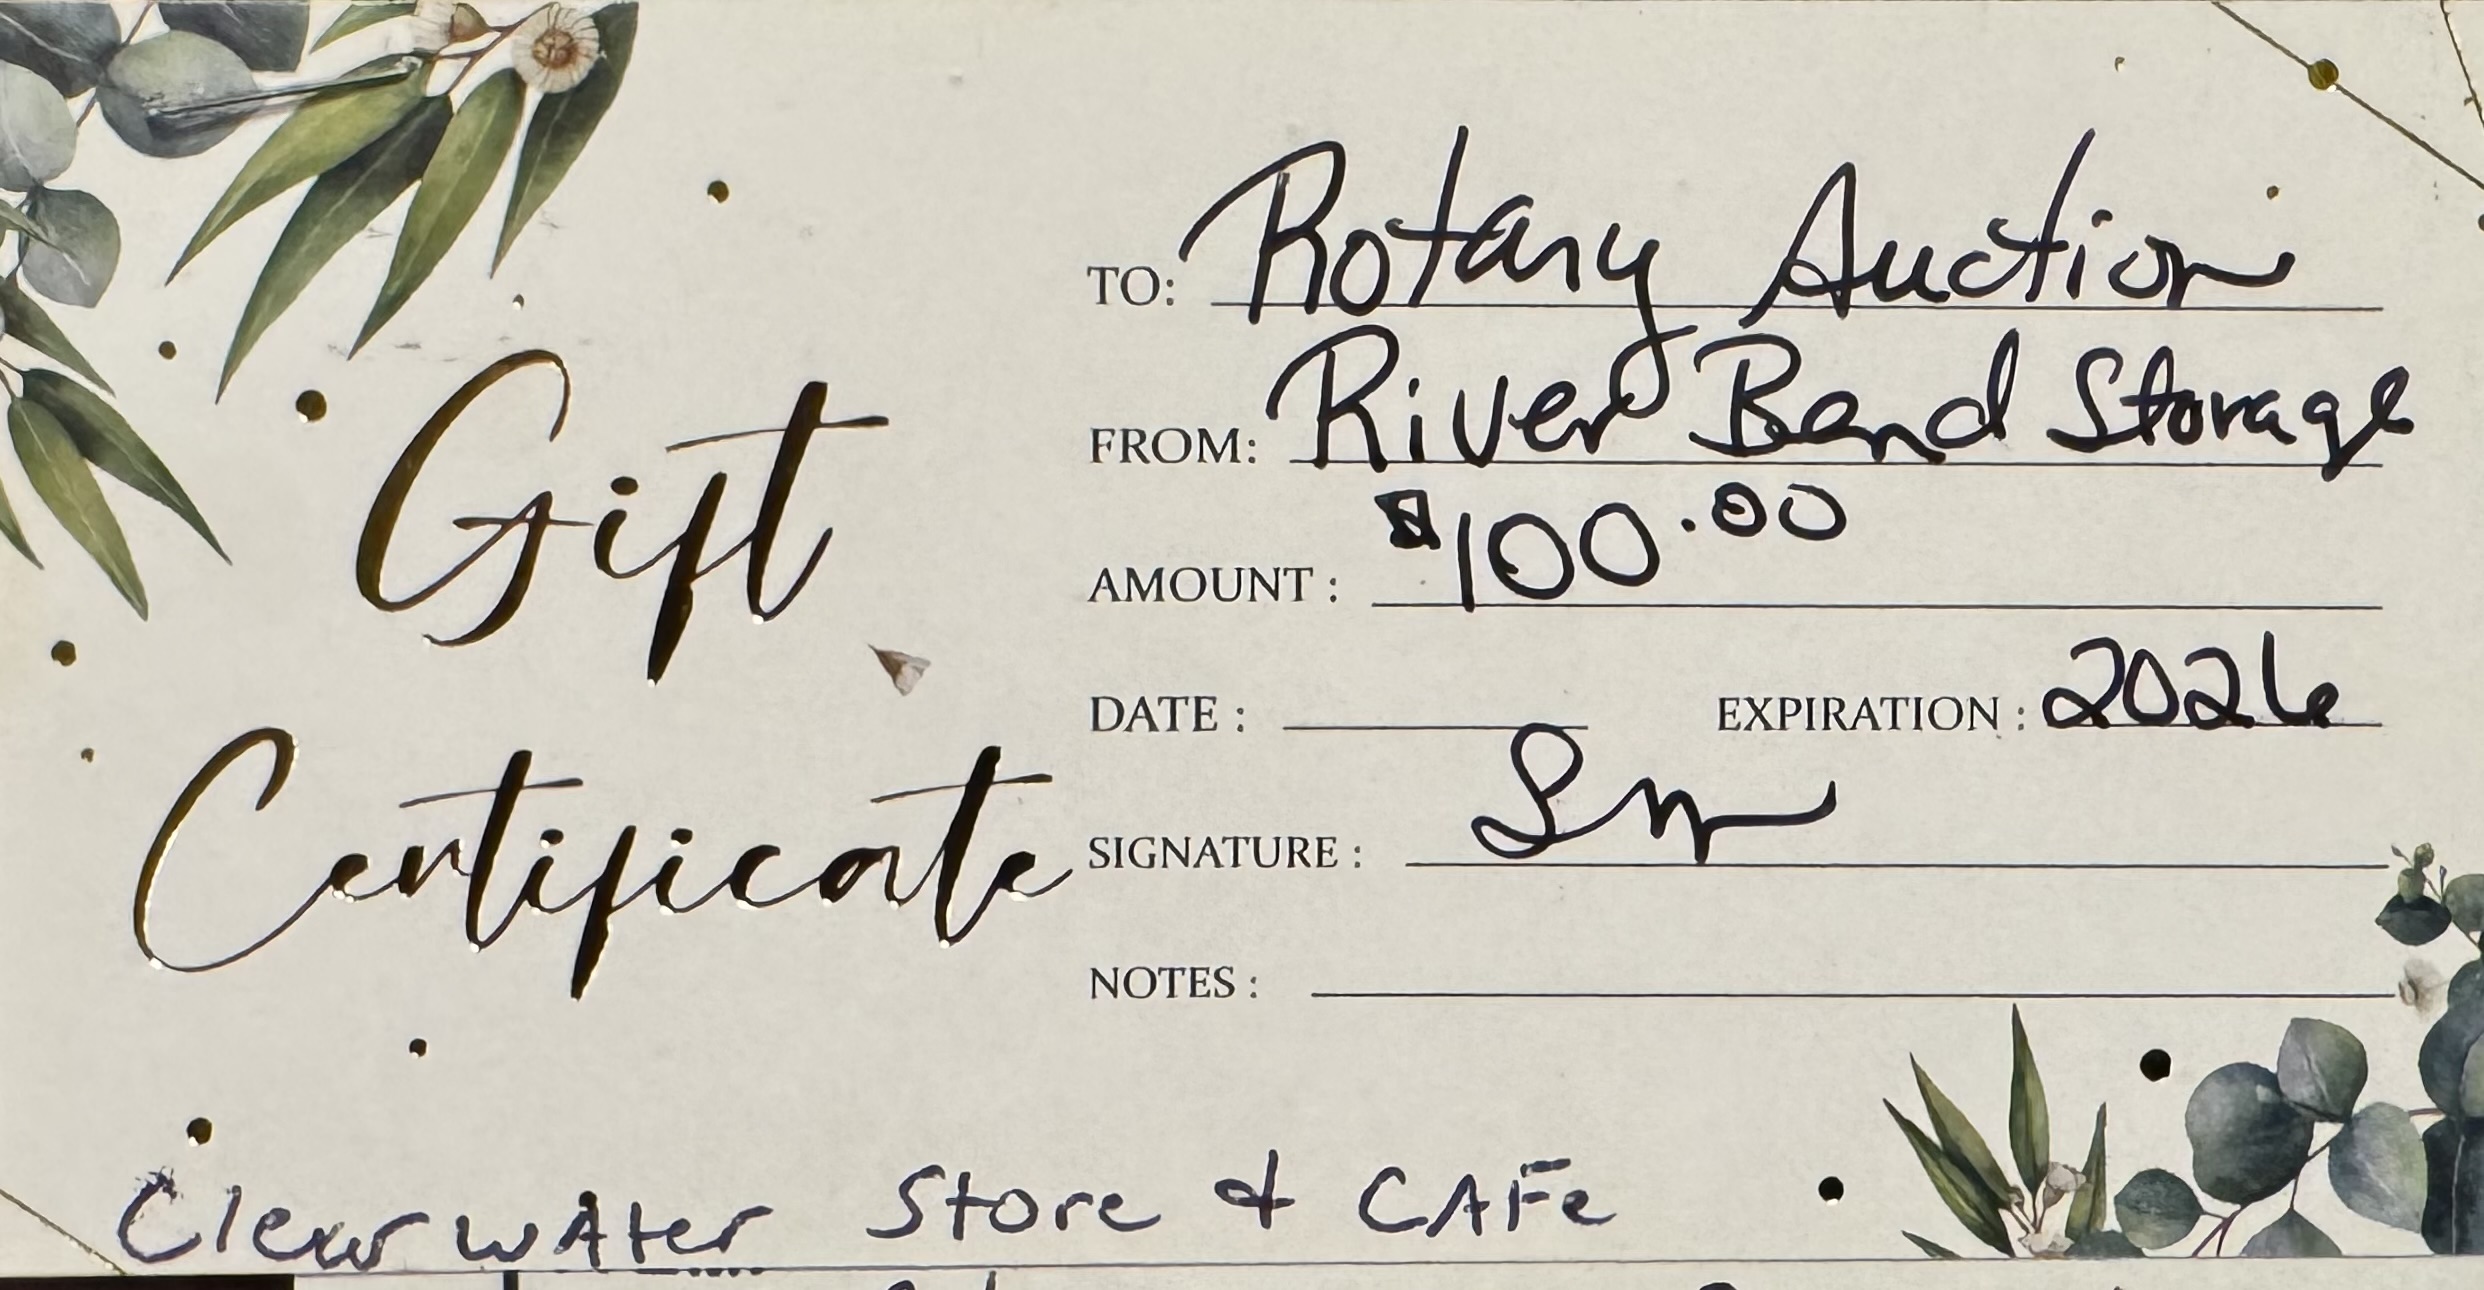 Gift
Certificate
TO: Rotary Auction
FROM: River Bend Storage
AMOUNT : $100.00
DATE : EXPIRATION : 2026
SIGNATURE :
NOTES :
Clearwater Store & CAFe